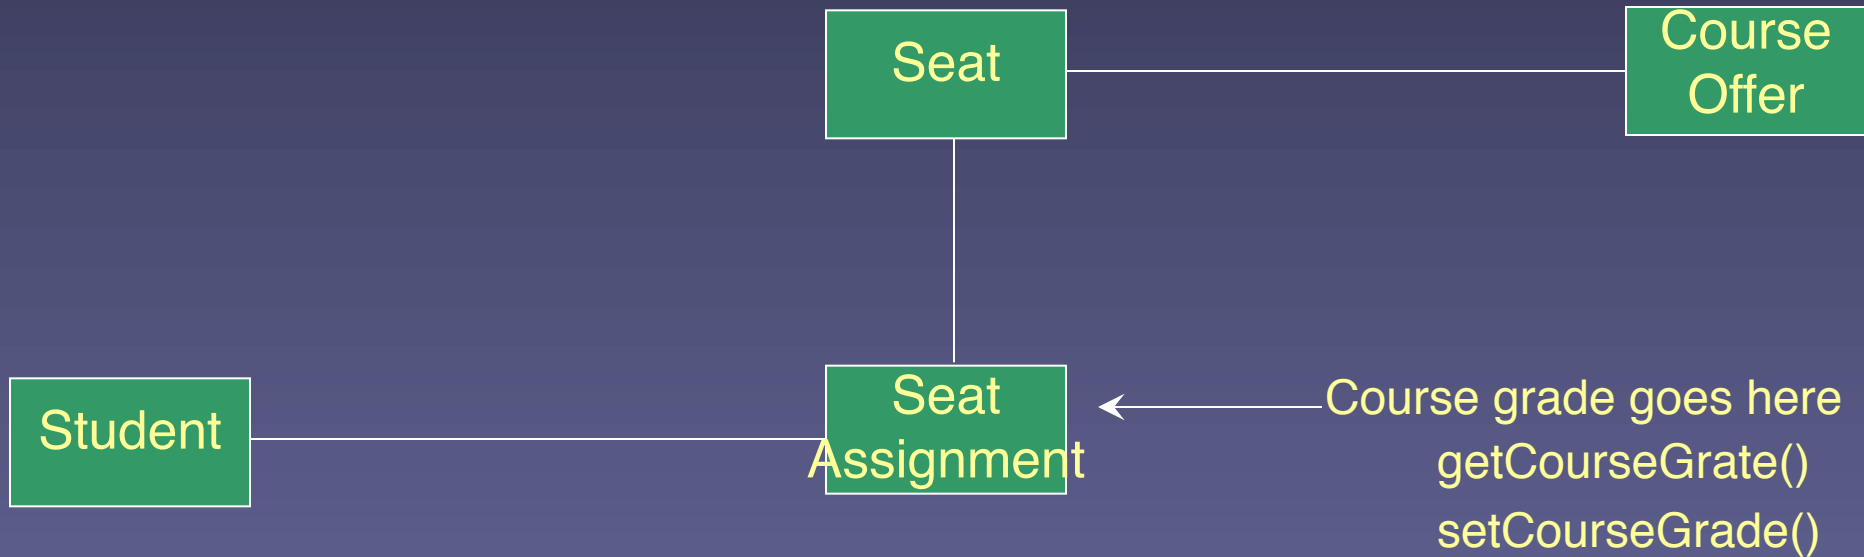 Seat
Course
Offer
Student
Seat
Assignment
Course grade goes here
getCourseGrate()
setCourseGrade()